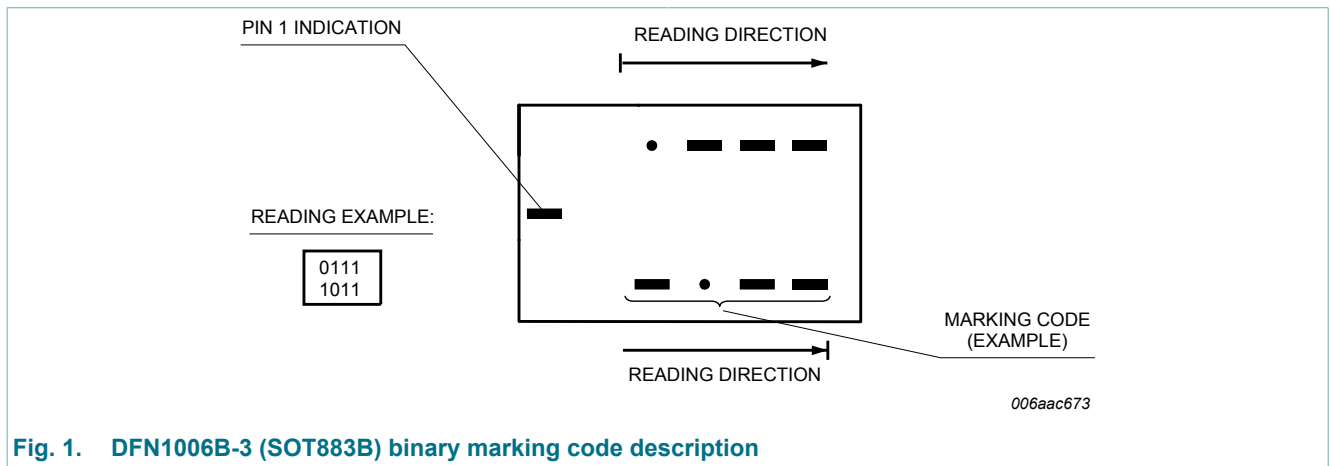 PIN 1 INDICATION
READING DIRECTION
READING EXAMPLE:
0111
1011
MARKING CODE
(EXAMPLE)
READING DIRECTION
006aac673
Fig. 1. DFN1006B-3 (SOT883B) binary marking code description